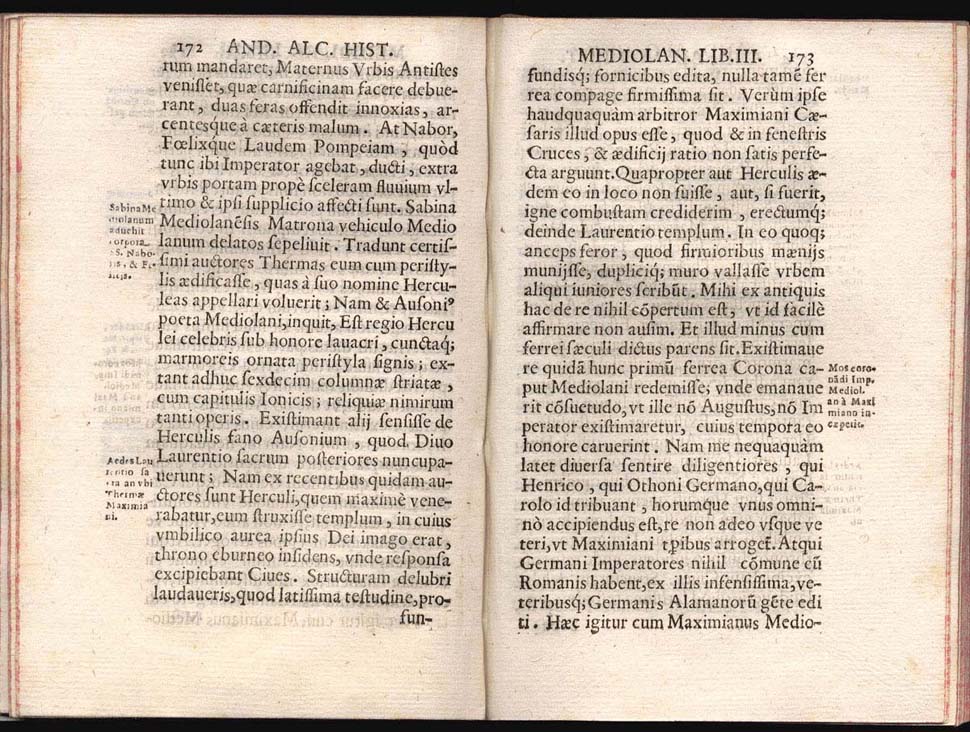 172 AND. ALC. HIST.
rum mandaret, Maternus Vrbis Antiſtes
veniſſet, quæ carnificinam facere debue-
rant, duas feras offendit innoxias, ar-
centeſque à cæteris malum. At Nabor,
Fœlixque Laudem Pompeiam, quòd
tunc ibi Imperator agebat, ducti, extra
vrbis portam propè ſceleram fluuium vl-
timo & ipſi ſupplicio affecti ſunt. Sabina
Mediolanẽſis Matrona vehiculo Medio
lanum delatos ſepeliuit. Tradunt certiſ-
ſimi auctores Thermas eum cum periſty-
lis ædificaſſe, quas à ſuo nomine Hercu-
leas appellari voluerit; Nam & Auſoniꝰ
poeta Mediolani, inquit, Eſt regio Hercu
lei celebris ſub honore lauacri, cunctaq;
marmoreis ornata periſtyla ſignis; ex-
tant adhuc ſexdecim columnæ ſtriatæ,
cum capitulis Ionicis; reliquiæ nimirum
tanti operis. Exiſtimant alij ſenſiſſe de
Herculis fano Auſonium, quod Diuo
Laurentio ſacrum poſteriores nuncupa-
uerunt; Nam ex recentibus quidam au-
ctores ſunt Herculi, quem maximè vene-
rabatur, eum ſtruxiſſe templum, in cuius
vmbilico aurea ipſius Dei imago erat,
throno eburneo inſidens, vnde reſponſa
excipiebant Ciues. Structuram delubri
laudaueris, quod latiſſima teſtudine, pro-
fun-
Sabina Me
diolanum
aduehit
corpora
SS. Nabo-
ris, & Fe-
licis.
Aedes Lau
rentio ſa
cra an vbi
Thermæ
Maximia
ni.
MEDIOLAN. LIB.III. 173
fundiſq; fornicibus edita, nulla tamẽ fer
rea compage firmiſſima ſit. Verùm ipſe
haudquaquàm arbitror Maximiani Cæ-
ſaris illud opus eſſe, quod & in feneſtris
Cruces, & ædificij ratio non ſatis perfe-
cta arguunt. Quapropter aut Herculis æ-
dem eo in loco non fuiſſe, aut, ſi fuerit,
igne combuſtam crediderim, erectumq;
deinde Laurentio templum. In eo quoq;
anceps feror, quod firmioribus mænijs
munijſſe, dupliciq; muro vallaſſe vrbem
aliqui iuniores ſcribũt. Mihi ex antiquis
hac de re nihil cõpertum eſt, vt id facilè
affirmare non auſim. Et illud minus cum
ferrei ſæculi dictus parens ſit. Exiſtimaue
re quidã hunc primũ ferrea Corona ca-
put Mediolani redemiſſe; vnde emanaue
rit cõſuetudo, vt ille nõ Auguſtus, nõ Im
perator exiſtimaretur, cuius tempora eo
honore caruerint. Nam me nequaquàm
latet diuerſa ſentire diligentiores, qui
Henrico, qui Othoni Germano, qui Ca-
rolo id tribuant, horumque vnus omni-
nò accipiendus eſt, re non adeo vſque ve
teri, vt Maximiani tꝑibus arroget̃. Atqui
Germani Imperatores nihil cõmune cũ
Romanis habent, ex illis infenſiſſima, ve-
teribuſq; Germanis Alamanorũ gẽte edi
ti. Hæc igitur cum Maximianus Medio-
Mos coro-
nãdi Imp.
Mediol.
an à Maxi
miano in-
ceperit.